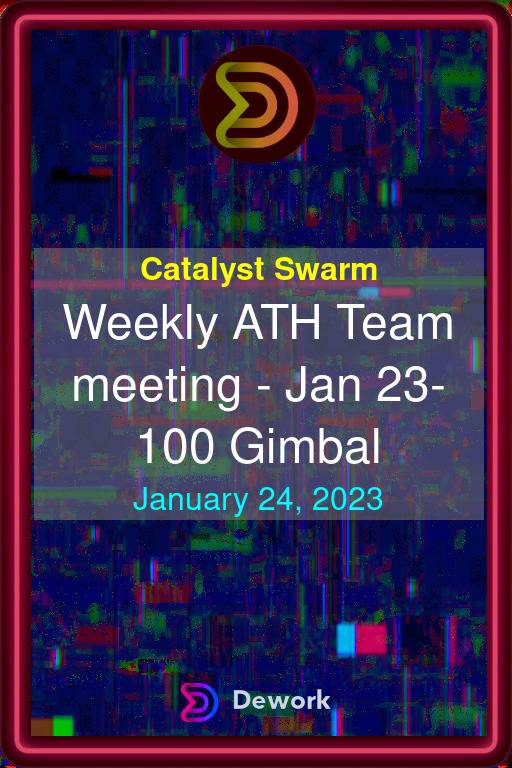 Catalyst Swarm
Weekly ATH Team
meeting - Jan 23-
100 Gimbal
January 24, 2023
Dework